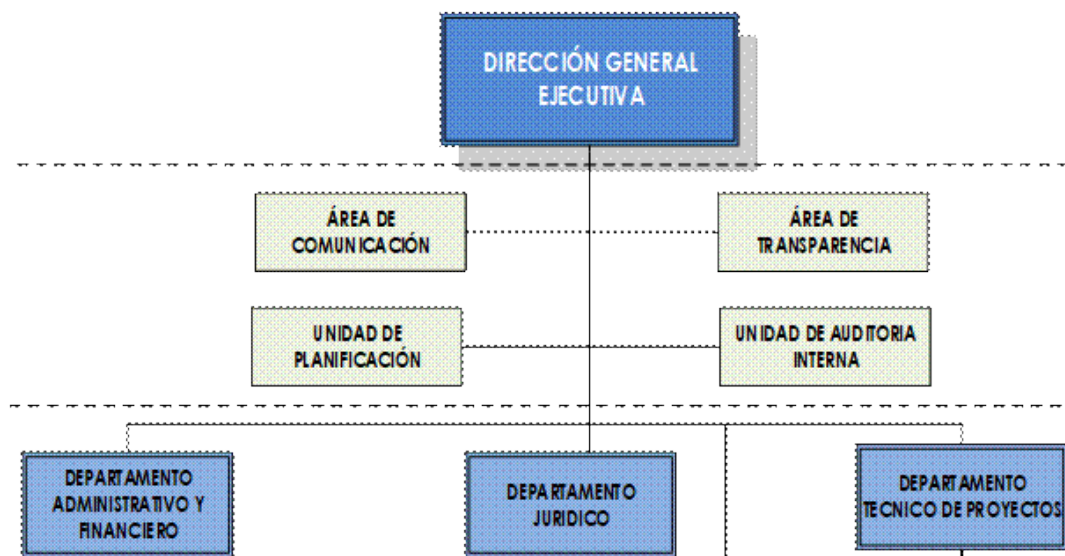 DIRECCIÓN GENERAL
EJECUTIVA
ÁREA DE
COMUNICACIÓN
ÁREA DE
TRANSPARENCIA
UNIDAD DE
PLANIFICACIÓN
UNIDAD DE AUDITORIA
INTERNA
DEPARTAMENTO
ADMINISTRATIVO Y
FINANCIERO
DEPARTAMENTO
JURIDICO
DEPARTAMENTO
TECNICO DE PROYECTOS